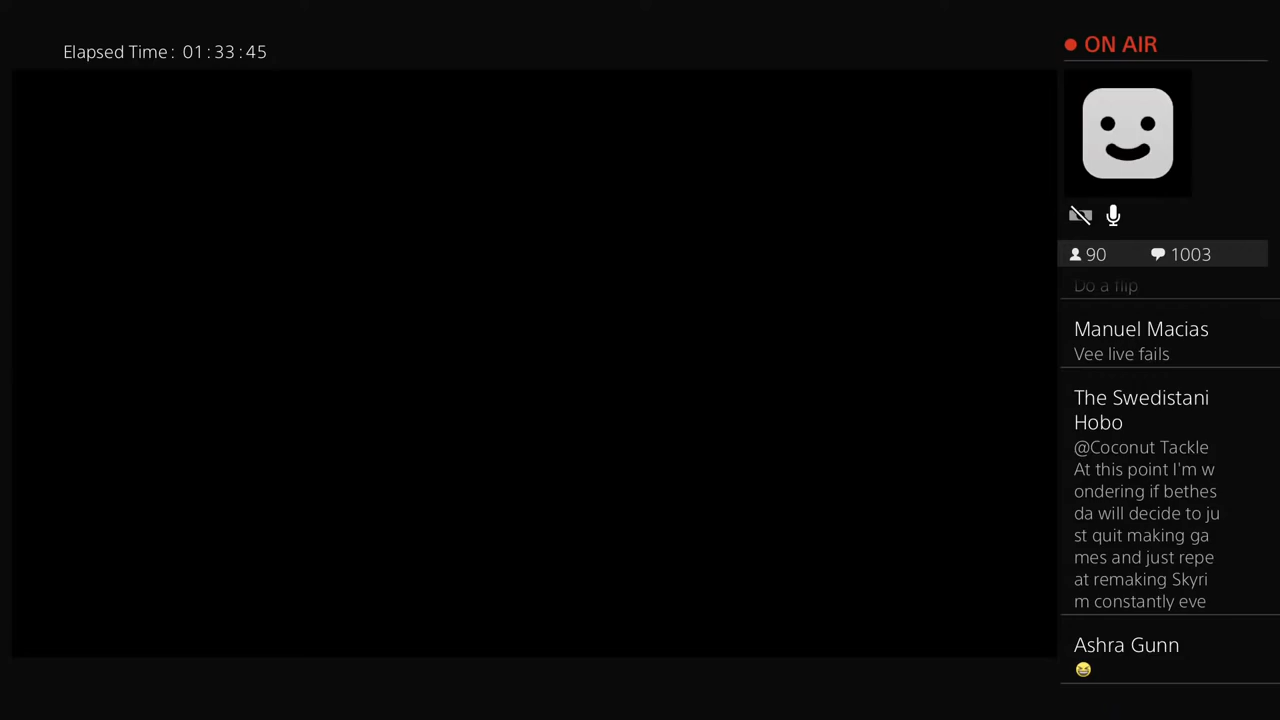 Elapsed Time: 01:33:45
ON AIR
90 1003
Do a flip
Manuel Macias
Vee live fails
The Swedistani
Hobo
@Coconut Tackle
At this point I'm w
ondering if bethes
da will decide to ju
st quit making ga
mes and just repe
at remaking Skyri
m constantly eve
Ashra Gunn